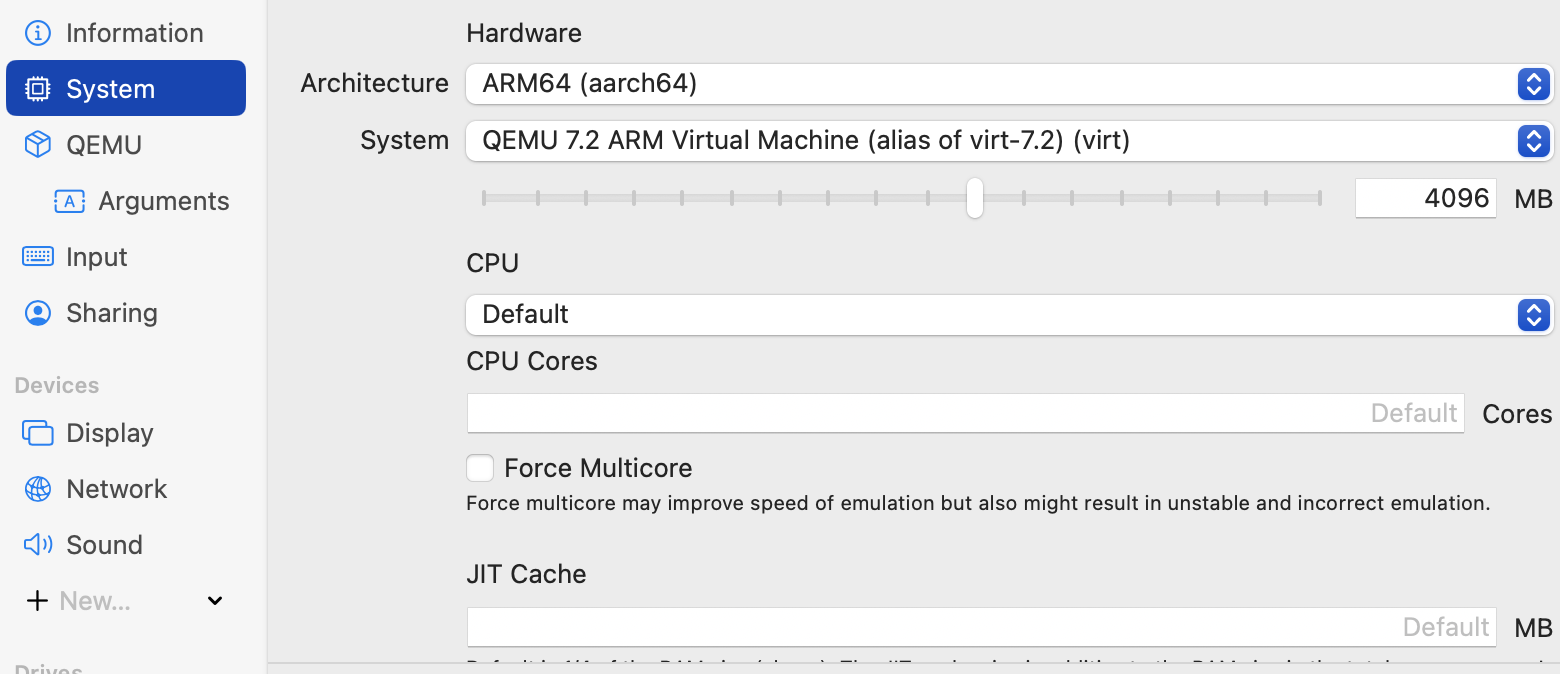 Information
System
QEMU
A
Arguments
Input
Sharing
Devices
Display
Network
Sound
New...
Drives
Hardware
Architecture ARM64 (aarch64)
System QEMU 7.2 ARM Virtual Machine (alias of virt-7.2) (virt)
4096 MB
CPU
Default
CPU Cores
Default Cores
Force Multicore
Force multicore may improve speed of emulation but also might result in unstable and incorrect emulation.
JIT Cache
Default MB